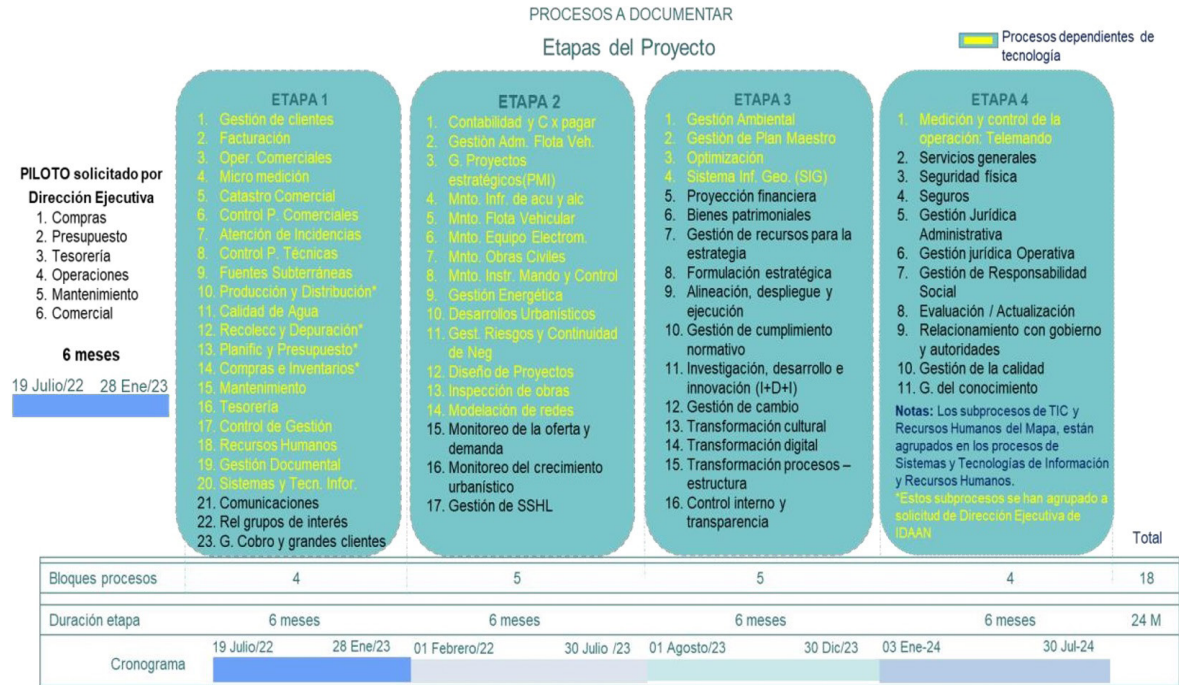 PROCESOS A DOCUMENTAR
Etapas del Proyecto
Procesos dependientes de
tecnología
PILOTO solicitado por
Dirección Ejecutiva
1. Compras
2. Presupuesto
3. Tesorería
4. Operaciones
5. Mantenimiento
6. Comercial
6 meses
19 Julio/22 28 Ene/23
ETAPA 1
1. Gestión de clientes
2. Facturación
3. Oper. Comerciales
4. Micro medición
5. Catastro Comercial
6. Control P. Comerciales
7. Atención de Incidencias
8. Control P. Técnicas
9. Fuentes Subterráneas
10. Producción y Distribución*
11. Calidad de Agua
12. Recolecc y Depuración*
13. Planific y Presupuesto*
14. Compras e Inventarios*
15. Mantenimiento
16. Tesorería
17. Control de Gestión
18. Recursos Humanos
19. Gestión Documental
20. Sistemas y Tecn. Infor.
21. Comunicaciones
22. Rel grupos de interés
23. G. Cobro y grandes clientes
ETAPA 2
1. Contabilidad y C x pagar
2. Gestión Adm. Flota Veh.
3. G. Proyectos
estratégicos(PMI)
4. Mnto. Infr. de acu y alc
5. Mnto. Flota Vehicular
6. Mnto. Equipo Electrom.
7. Mnto. Obras Civiles
8. Mnto. Instr. Mando y Control
9. Gestión Energética
10. Desarrollos Urbanísticos
11. Gest. Riesgos y Continuidad
de Neg
12. Diseño de Proyectos
13. Inspección de obras
14. Modelación de redes
15. Monitoreo de la oferta y
demanda
16. Monitoreo del crecimiento
urbanístico
17. Gestión de SSHL
ETAPA 3
1. Gestión Ambiental
2. Gestiòn de Plan Maestro
3. Optimización
4. Sistema Inf. Geo. (SIG)
5. Proyección financiera
6. Bienes patrimoniales
7. Gestión de recursos para la
estrategia
8. Formulación estratégica
9. Alineación, despliegue y
ejecución
10. Gestión de cumplimiento
normativo
11. Investigación, desarrollo e
innovación (I+D+I)
12. Gestión de cambio
13. Transformación cultural
14. Transformación digital
15. Transformación procesos –
estructura
16. Control interno y
transparencia
ETAPA 4
1. Medición y control de la
operación: Telemando
2. Servicios generales
3. Seguridad física
4. Seguros
5. Gestión Jurídica
Administrativa
6. Gestión jurídica Operativa
7. Gestión de Responsabilidad
Social
8. Evaluación / Actualización
9. Relacionamiento con gobierno
y autoridades
10. Gestión de la calidad
11. G. del conocimiento
Notas: Los subprocesos de TIC y
Recursos Humanos del Mapa, están
agrupados en los procesos de
Sistemas y Tecnologías de Información
y Recursos Humanos.
*Estos subprocesos se han agrupado a
solicitud de Dirección Ejecutiva de
IDAAN
Total
Bloques procesos 4 5 5 4 18
Duración etapa 6 meses 6 meses 6 meses 6 meses 24 M
Cronograma 19 Julio/22 28 Ene/23 01 Febrero/22 30 Julio /23 01 Agosto/23 30 Dic/23 03 Ene-24 30 Jul-24